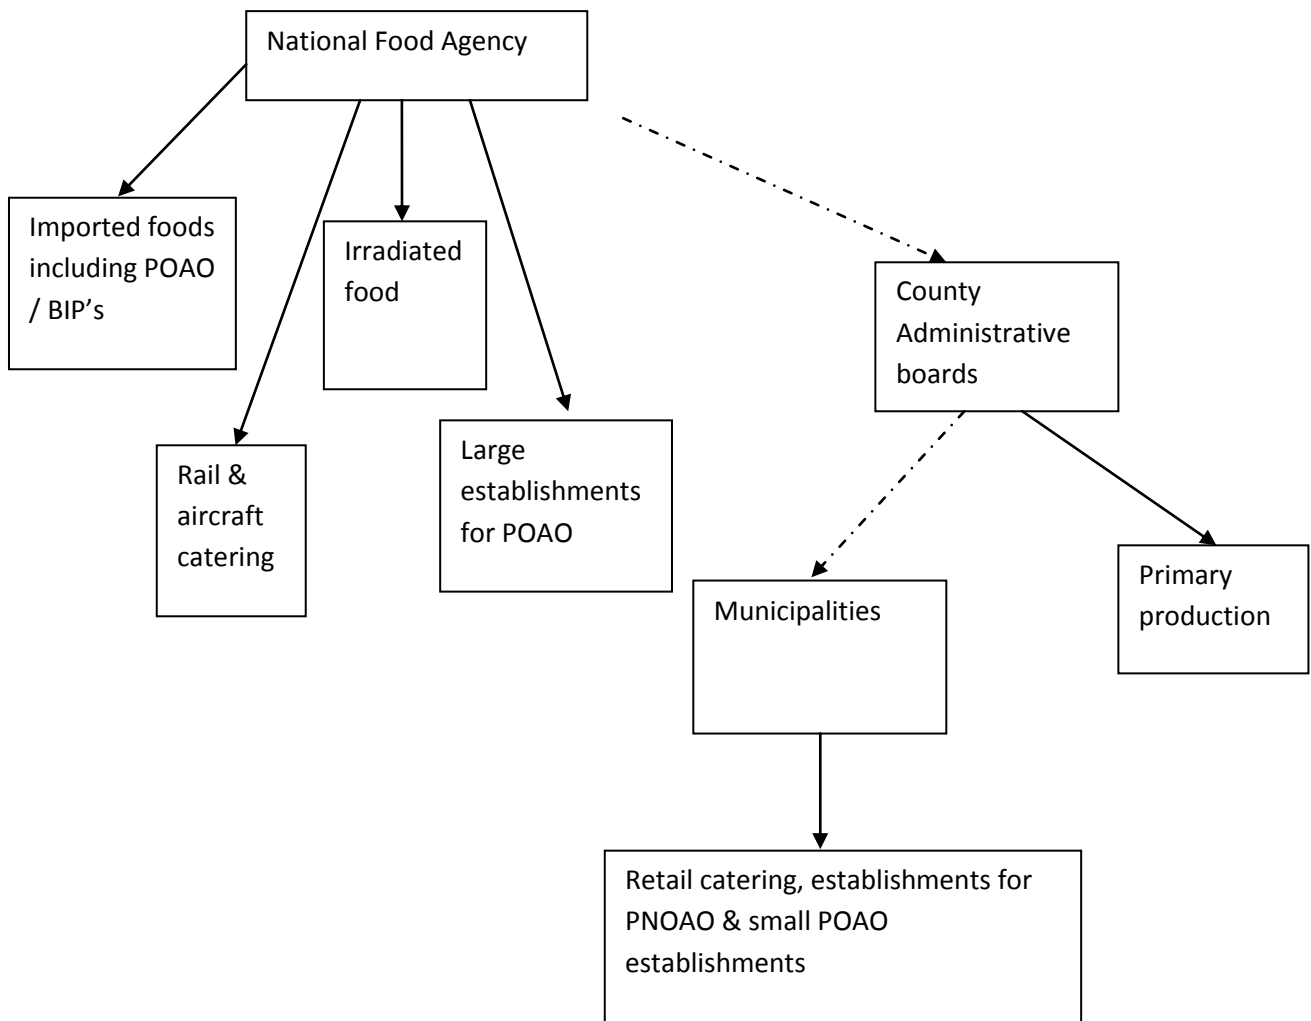 National Food Agency
Imported foods
including POAO
/ BIP’s
Irradiated
food
County
Administrative
boards
Rail &
aircraft
catering
Large
establishments
for POAO
Primary
production
Municipalities
Retail catering, establishments for
PNOAO & small POAO
establishments